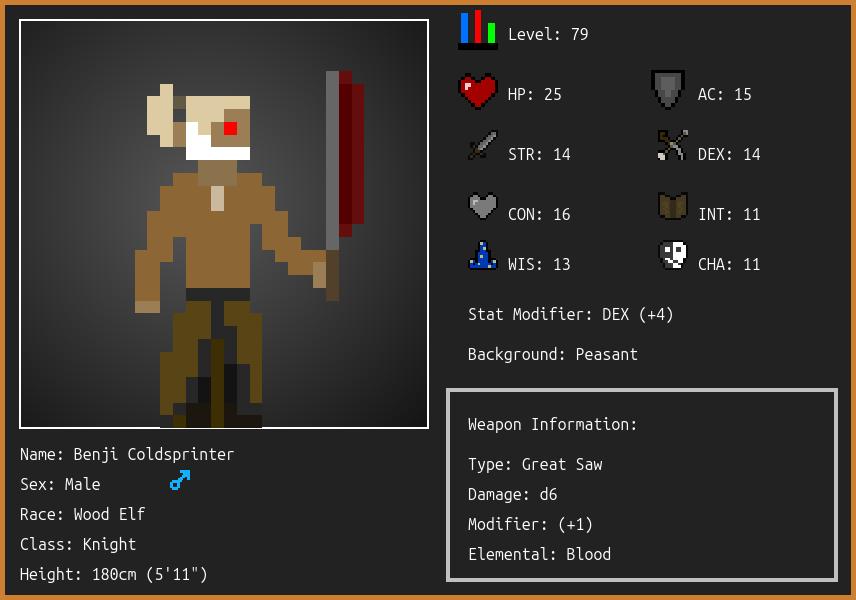 Level: 79
HP: 25
AC: 15
STR: 14
DEX: 14
CON: 16
INT: 11
WIS: 13
CHA: 11
Stat Modifier: DEX (+4)
Background: Peasant
Weapon Information:
Type: Great Saw
Damage: d6
Modifier: (+1)
Elemental: Blood
Name: Benji Coldsprinter
Sex: Male
Race: Wood Elf
Class: Knight
Height: 180cm (5'11")